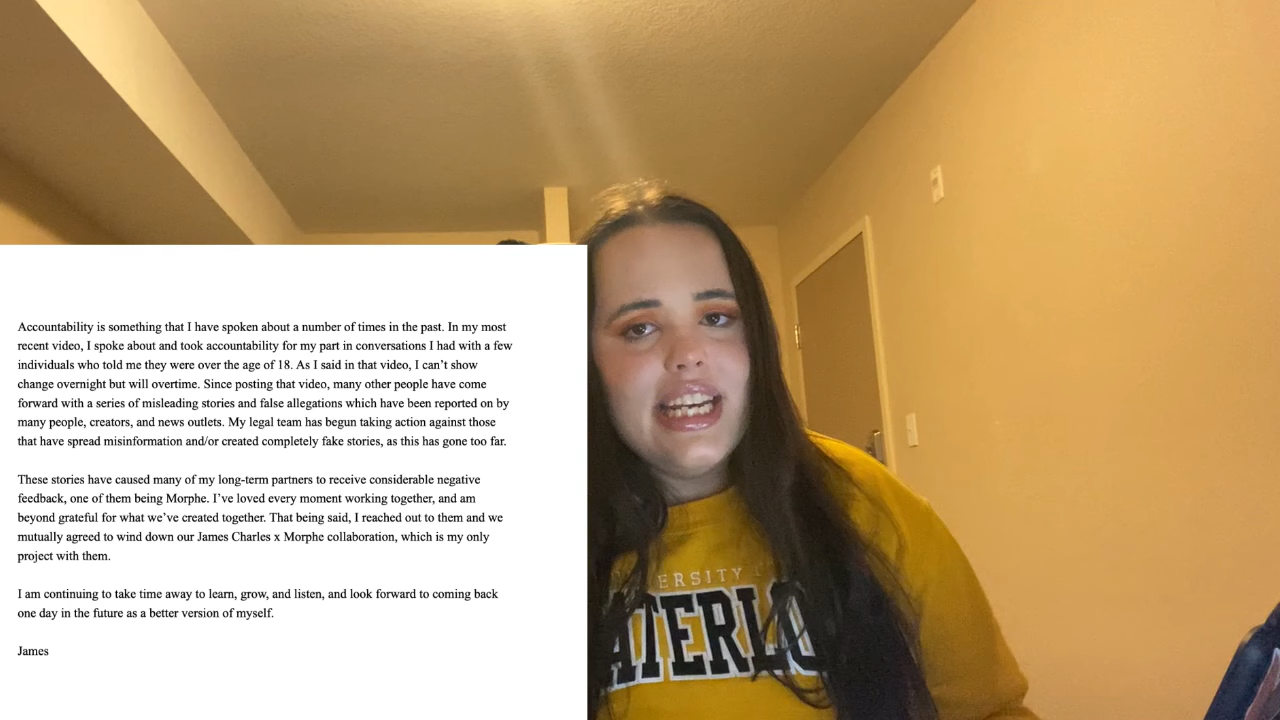 Accountability is something that I have spoken about a number of times in the past. In my most
recent video, I spoke about and took accountability for my part in conversations I had with a few
individuals who told me they were over the age of 18. As I said in that video, I can’t show
change overnight but will overtime. Since posting that video, many other people have come
forward with a series of misleading stories and false allegations which have been reported on by
many people, creators, and news outlets. My legal team has begun taking action against those
that have spread misinformation and/or created completely fake stories, as this has gone too far.
These stories have caused many of my long-term partners to receive considerable negative
feedback, one of them being Morphe. I’ve loved every moment working together, and am
beyond grateful for what we’ve created together. That being said, I reached out to them and we
mutually agreed to wind down our James Charles x Morphe collaboration, which is my only
project with them.
I am continuing to take time away to learn, grow, and listen, and look forward to coming back
one day in the future as a better version of myself.
James
ERSITY
ATERLO